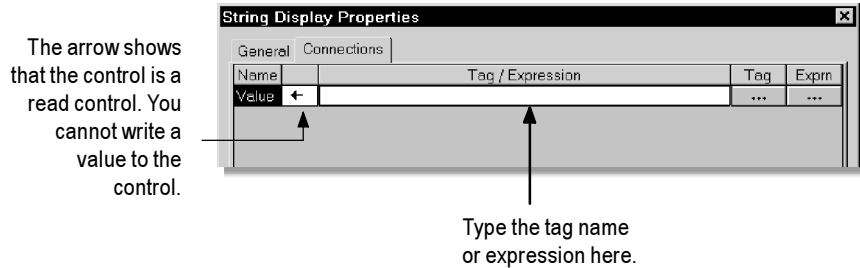 String Display Properties
General Connections
Name Tag / Expression Tag Exprn
Value ← ... ...
The arrow shows
that the control is a
read control. You
cannot write a
value to the
control.
Type the tag name
or expression here.